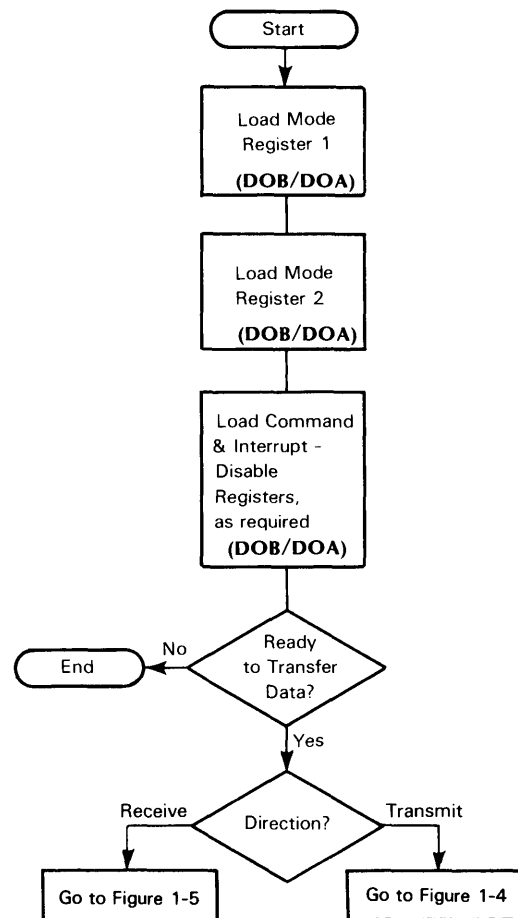 Start
Load Mode
Register 1
(DOB/DOA)
Load Mode
Register 2
(DOB/DOA)
Load Command
& Interrupt -
Disable
Registers,
as required
(DOB/DOA)
Ready
to Transfer
Data?
No
End
Yes
Direction?
Receive
Transmit
Go to Figure 1-5
Go to Figure 1-4